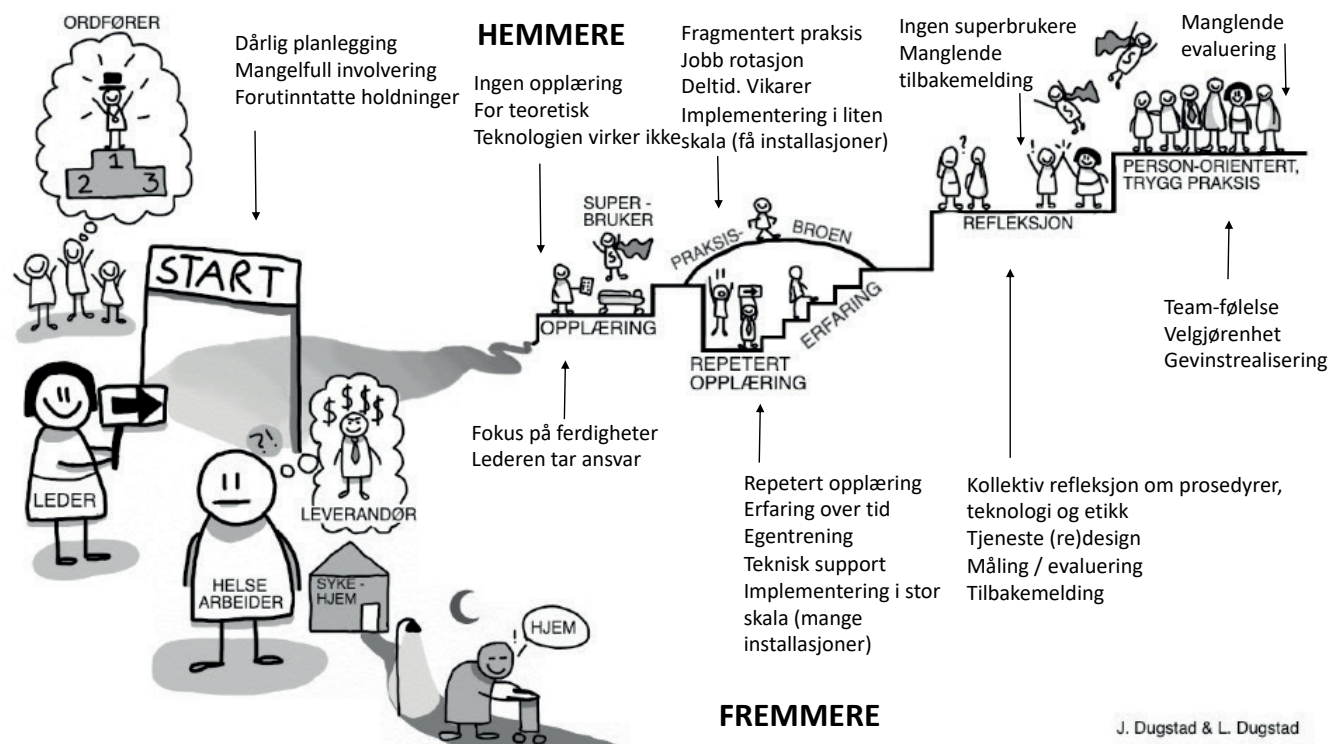 ORDFØRER
1
2
3
Dårlig planlegging
Mangelfull involvering
Forutinntatte holdninger
HEMMERE
Ingen opplæring
For teoretisk
Teknologien virker ikke
Fragmentert praksis
Jobb rotasjon
Deltid. Vikarer
Implementering i liten
skala (få installasjoner)
Ingen superbrukere
Manglende
tilbakemelding
Manglende
evaluering
START
SUPER-
BRUKER
S
OPPLÆRING
PRAKSIS-
BROEN
REPETERT
OPPLÆRING
ERFARING
?
!
S
S
REFLEKSJON
PERSON-ORIENTERT,
TRYGG PRAKSIS
Team-følelse
Velgjørenhet
Gevinstrealisering
Fokus på ferdigheter
Lederen tar ansvar
Repetert opplæring
Erfaring over tid
Egentrening
Teknisk support
Implementering i stor
skala (mange
installasjoner)
Kollektiv refleksjon om prosedyrer,
teknologi og etikk
Tjeneste (re)design
Måling / evaluering
Tilbakemelding
LEDER
?!
$$$$
LEVERANDØR
HELSE
ARBEIDER
SYKE-
HJEM
!
HJEM
FREMMERE
J. Dugstad & L. Dugstad